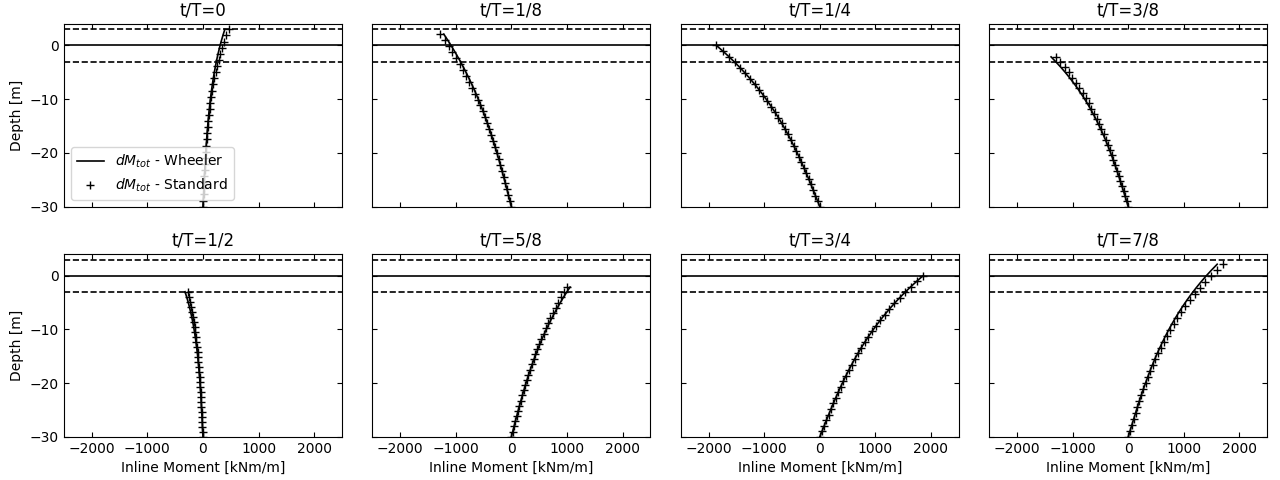 t/T=0 t/T=1/8 t/T=1/4 t/T=3/8
0
−10
−20
−30
Depth [m]
dM_tot - Wheeler
dM_tot - Standard
t/T=1/2 t/T=5/8 t/T=3/4 t/T=7/8
0
−10
−20
−30
Depth [m]
−2000 −1000 0 1000 2000 −2000 −1000 0 1000 2000 −2000 −1000 0 1000 2000 −2000 −1000 0 1000 2000
Inline Moment [kNm/m] Inline Moment [kNm/m] Inline Moment [kNm/m] Inline Moment [kNm/m]